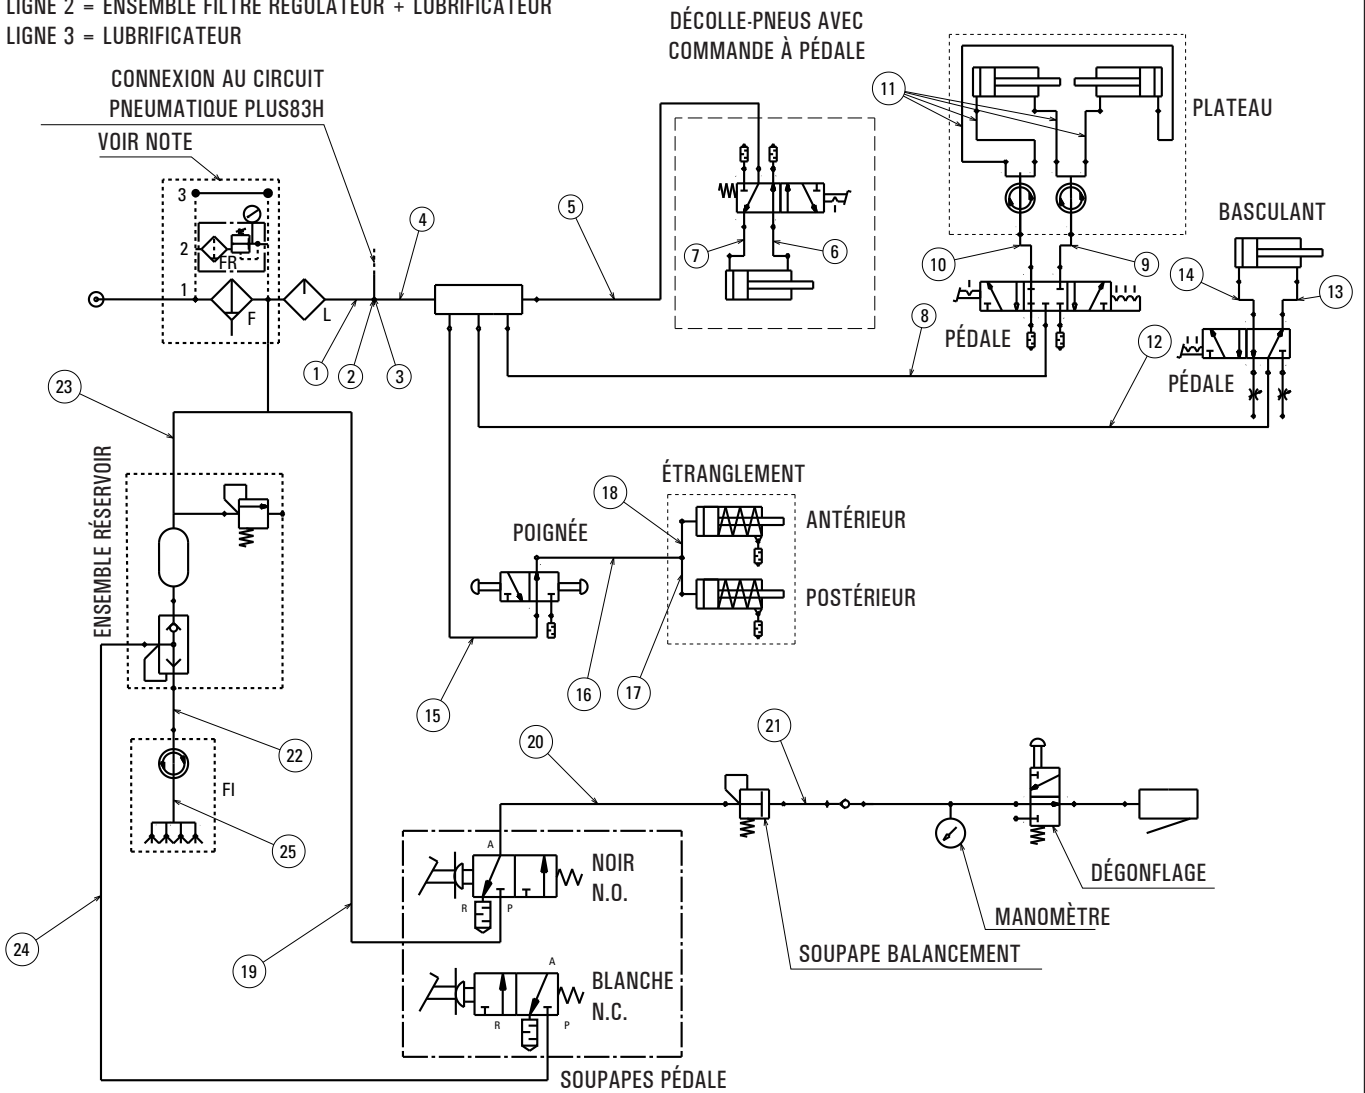 LIGNE 2 = ENSEMBLE FILTRE RÉGULATEUR + LUBRIFICATEUR
LIGNE 3 = LUBRIFICATEUR
CONNEXION AU CIRCUIT
PNEUMATIQUE PLUS83H
VOIR NOTE
DÉCOLLE-PNEUS AVEC
COMMANDE À PÉDALE
11
PLATEAU
3
2
FR
1
F
L
4
5
7
6
10
9
BASCULANT
14
13
PÉDALE
8
12
PÉDALE
1
2
3
23
ENSEMBLE RÉSERVOIR
ÉTRANGLEMENT
18
ANTÉRIEUR
POIGNÉE
POSTÉRIEUR
15
16
17
22
FI
25
20
21
DÉGONFLAGE
MANOMÈTRE
SOUPAPE BALANCEMENT
A
NOIR
N.O.
R
P
24
19
A
BLANCHE
N.C.
R
P
SOUPAPES PÉDALE